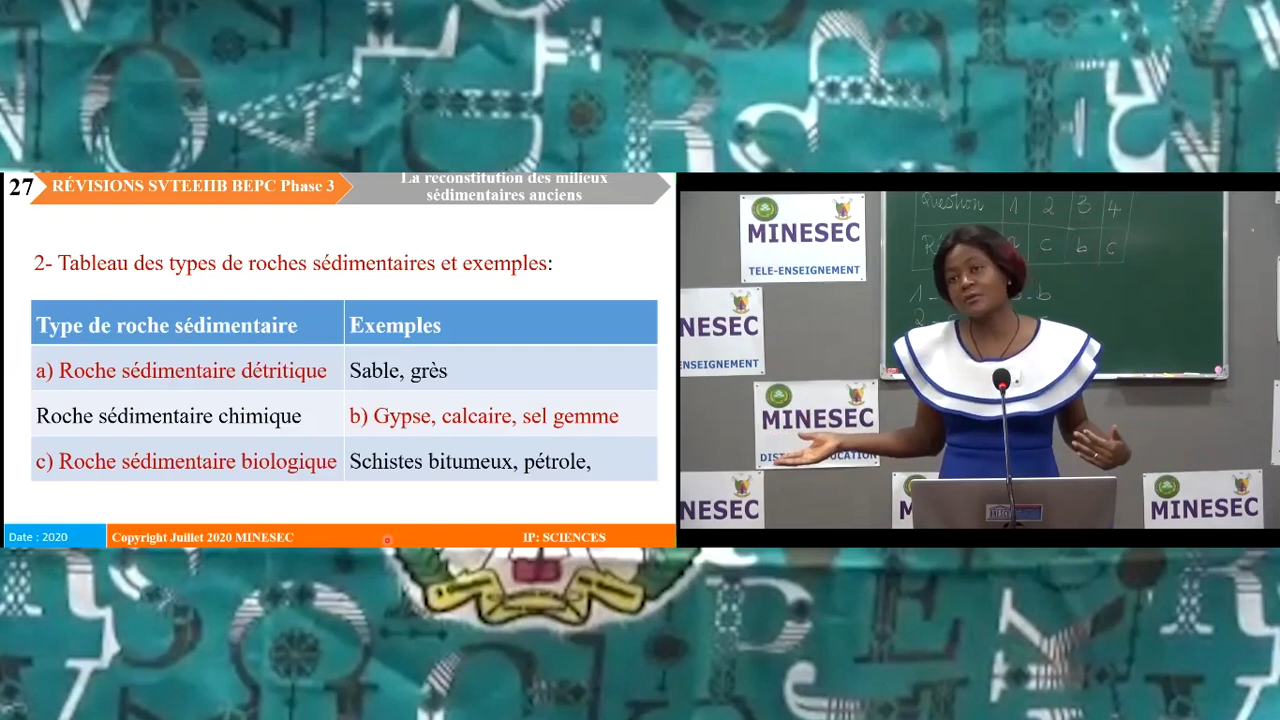 27
RÉVISIONS SVTEEHB BEPC Phase 3
La reconstitution des milieux
sédimentaires anciens
2- Tableau des types de roches sédimentaires et exemples:
Type de roche sédimentaire Exemples
a) Roche sédimentaire détritique Sable, grès
Roche sédimentaire chimique b) Gypse, calcaire, sel gemme
c) Roche sédimentaire biologique Schistes bitumeux, pétrole,
Date : 2020
Copyright Juillet 2020 MINESEC
IP: SCIENCES
MINESEC
TELE-ENSEIGNEMENT
NESEC
ENSEIGNEMENT
MINESEC
NESEC
M
MINESEC
Question 1 2 3 4
c b c